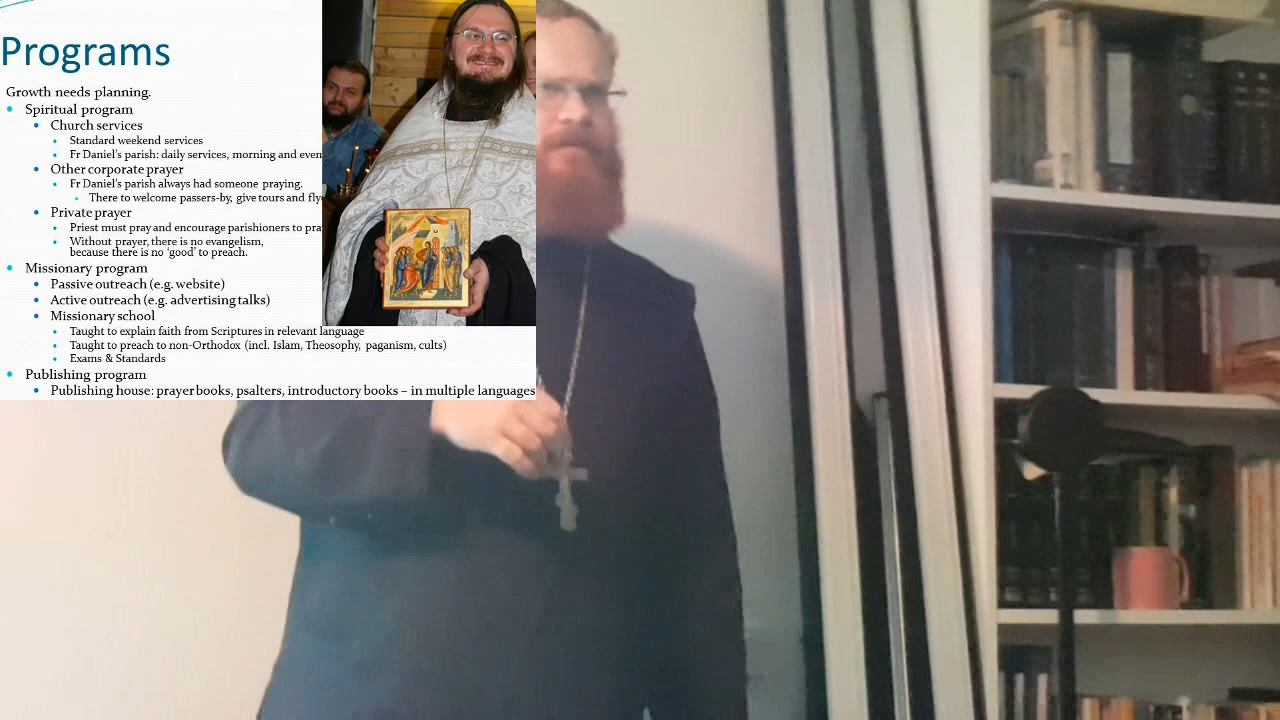 Programs
Growth needs planning.
Spiritual program
Church services
Standard weekend services
Fr Daniel's parish: daily services, morning and even
Other corporate prayer
Fr Daniel's parish always had someone praying.
There to welcome passers-by, give tours and fly
Private prayer
Priest must pray and encourage parishioners to pra
Without prayer, there is no evangelism,
because there is no 'good' to preach.
Missionary program
Passive outreach (e.g. website)
Active outreach (e.g. advertising talks)
Missionary school
Taught to explain faith from Scriptures in relevant language
Taught to preach to non-Orthodox (incl. Islam, Theosophy, paganism, cults)
Exams & Standards
Publishing program
Publishing house: prayer books, psalters, introductory books – in multiple languages